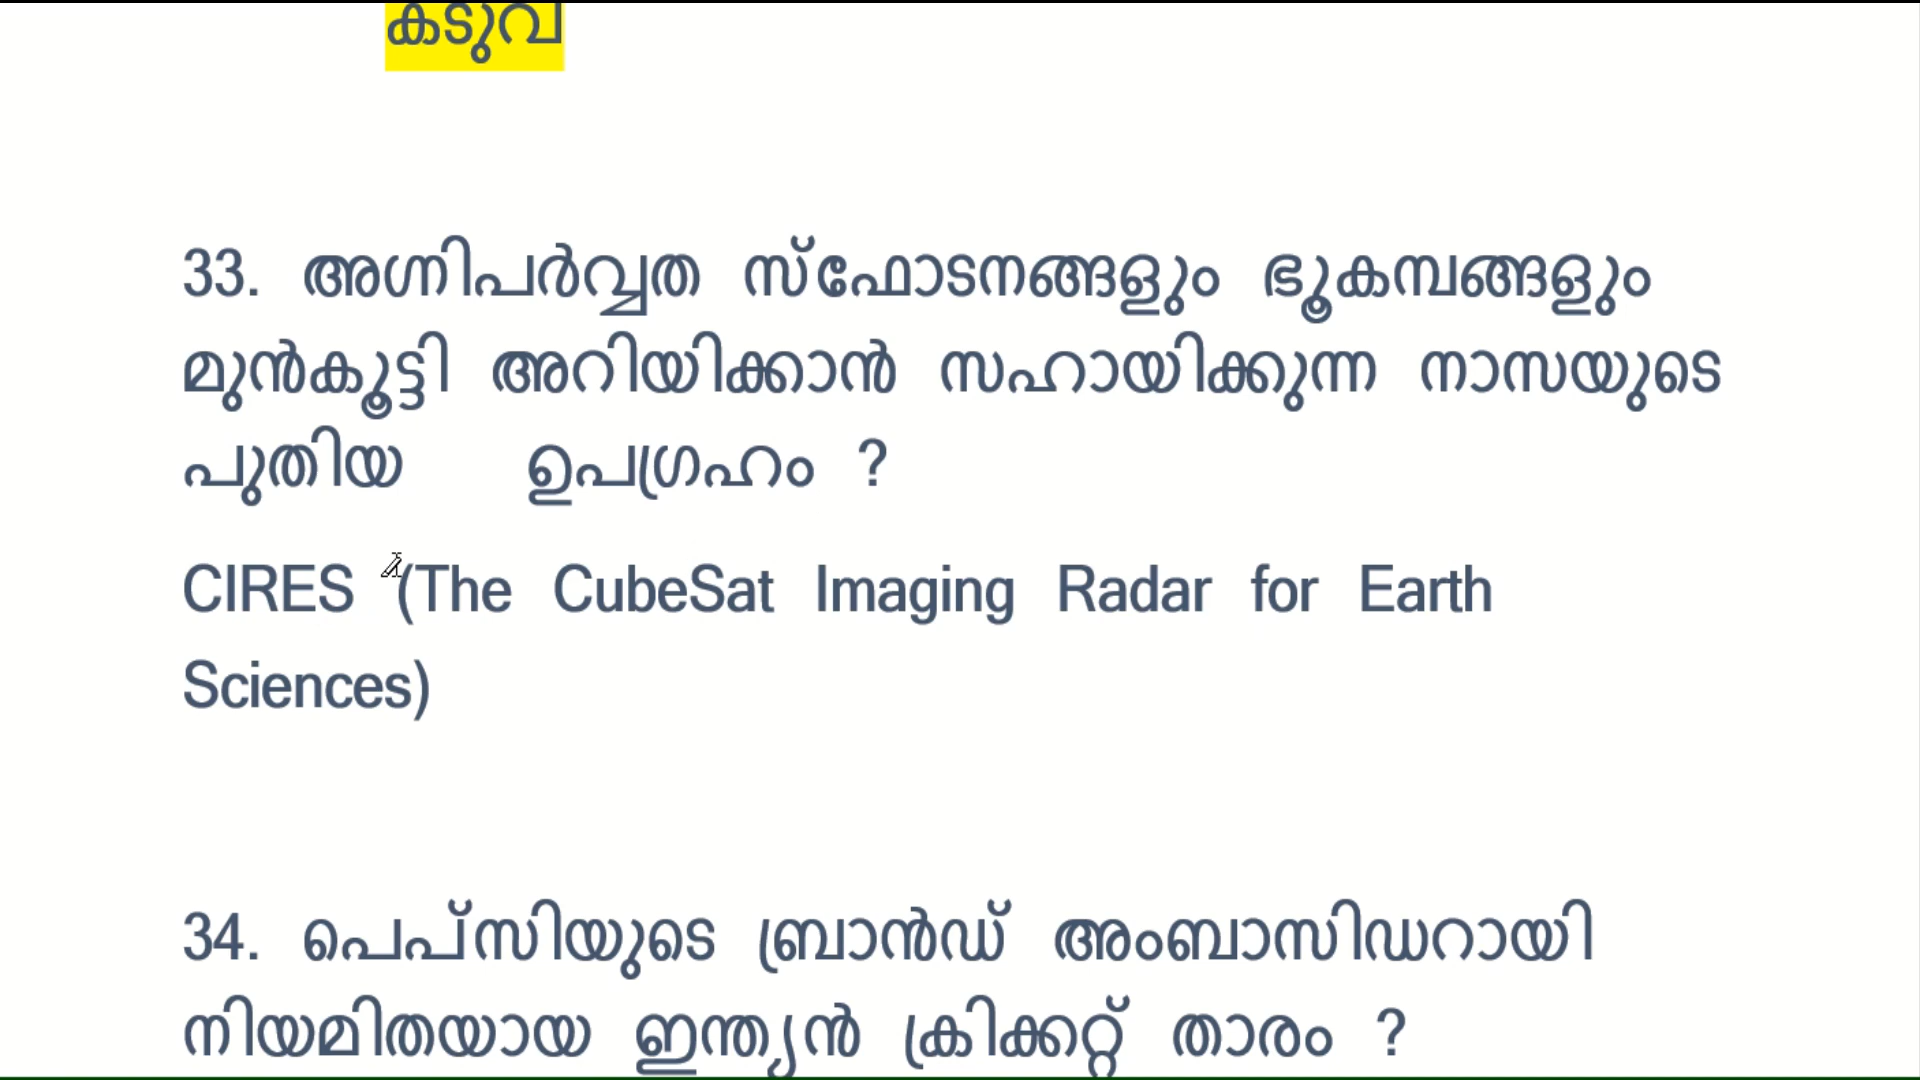 കടുവ
33. അഗ്നിപർവ്വത സ്ഫോടനങ്ങളും ഭൂകമ്പങ്ങളും
മുൻകൂട്ടി അറിയിക്കാൻ സഹായിക്കുന്ന നാസയുടെ
പുതിയ ഉപഗ്രഹം ?
CIRES (The CubeSat Imaging Radar for Earth
Sciences)
34. പെപ്സിയുടെ ബ്രാൻഡ് അംബാസിഡറായി
നിയമിതയായ ഇന്ത്യൻ ക്രിക്കറ്റ് താരം ?